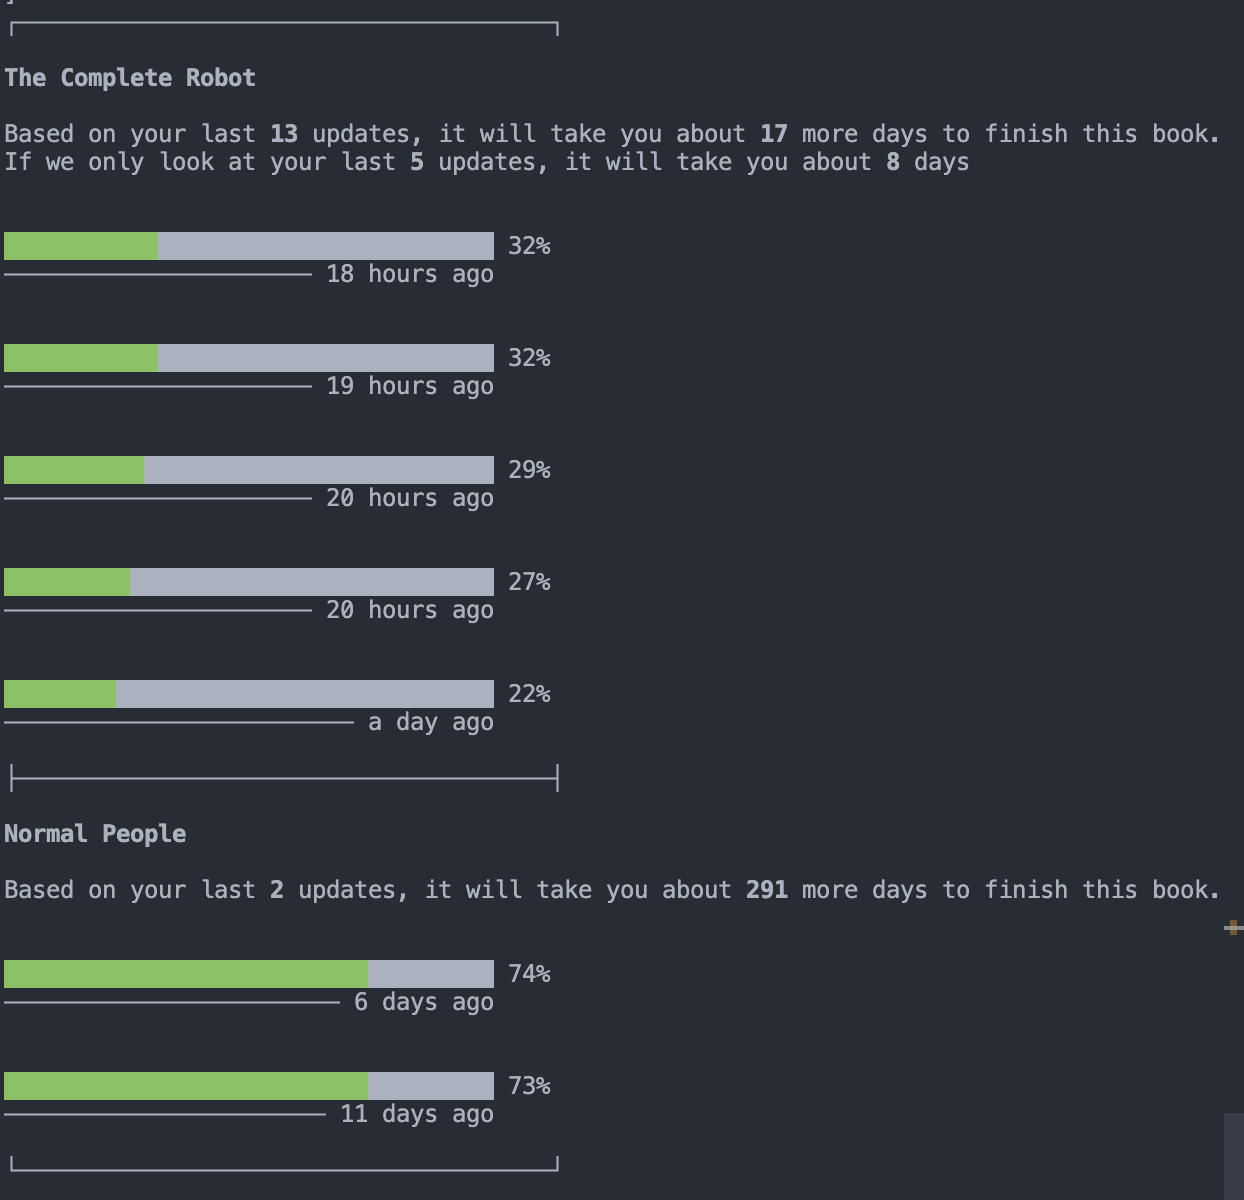 The Complete Robot
Based on your last 13 updates, it will take you about 17 more days to finish this book.
If we only look at your last 5 updates, it will take you about 8 days
32%
18 hours ago
32%
19 hours ago
29%
20 hours ago
27%
20 hours ago
22%
a day ago
Normal People
Based on your last 2 updates, it will take you about 291 more days to finish this book.
74%
6 days ago
73%
11 days ago